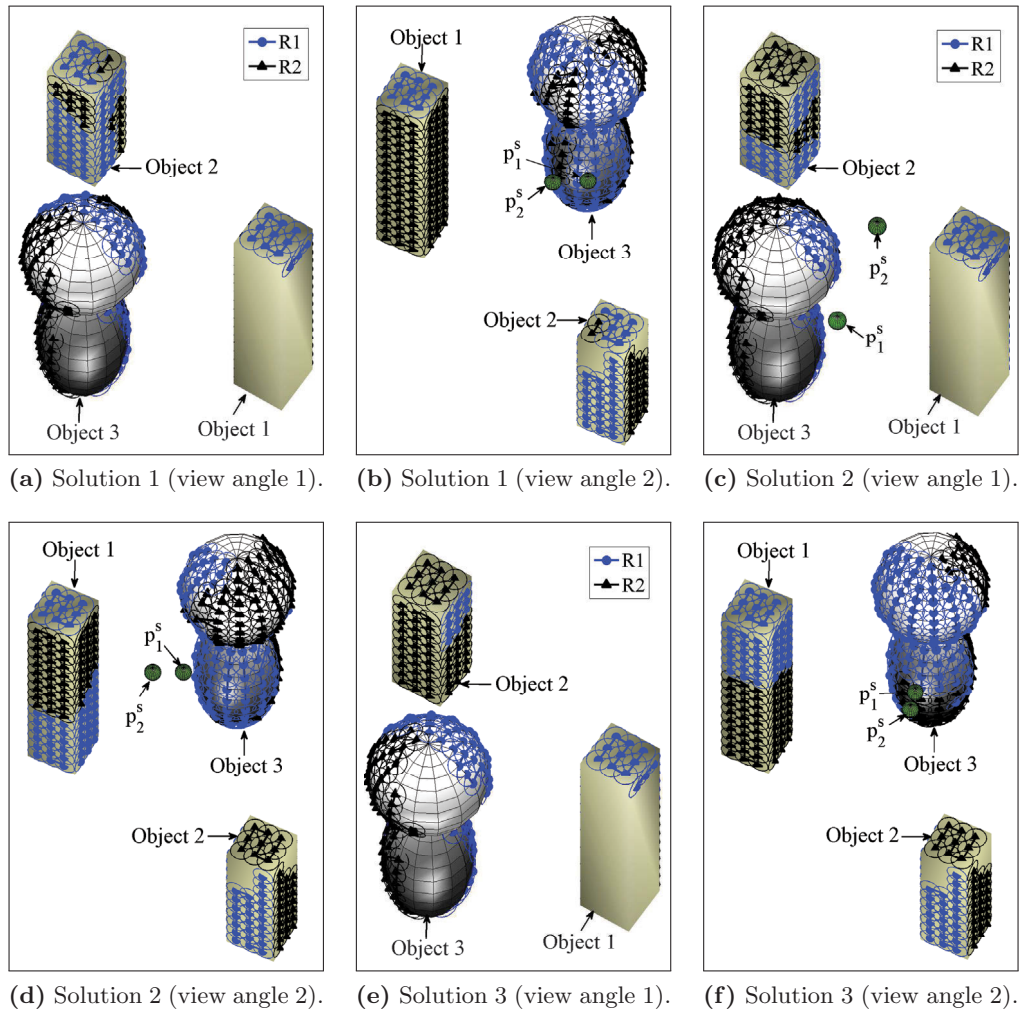 R1
R2
Object 2
Object 3
Object 1
(a) Solution 1 (view angle 1).
Object 1
p₁ˢ
p₂ˢ
Object 3
Object 2
(b) Solution 1 (view angle 2).
R1
R2
Object 2
p₂ˢ
p₁ˢ
Object 3
Object 1
(c) Solution 2 (view angle 1).
Object 1
p₁ˢ
p₂ˢ
Object 3
Object 2
(d) Solution 2 (view angle 2).
R1
R2
Object 2
Object 3
Object 1
(e) Solution 3 (view angle 1).
Object 1
p₁ˢ
p₂ˢ
Object 3
Object 2
(f) Solution 3 (view angle 2).